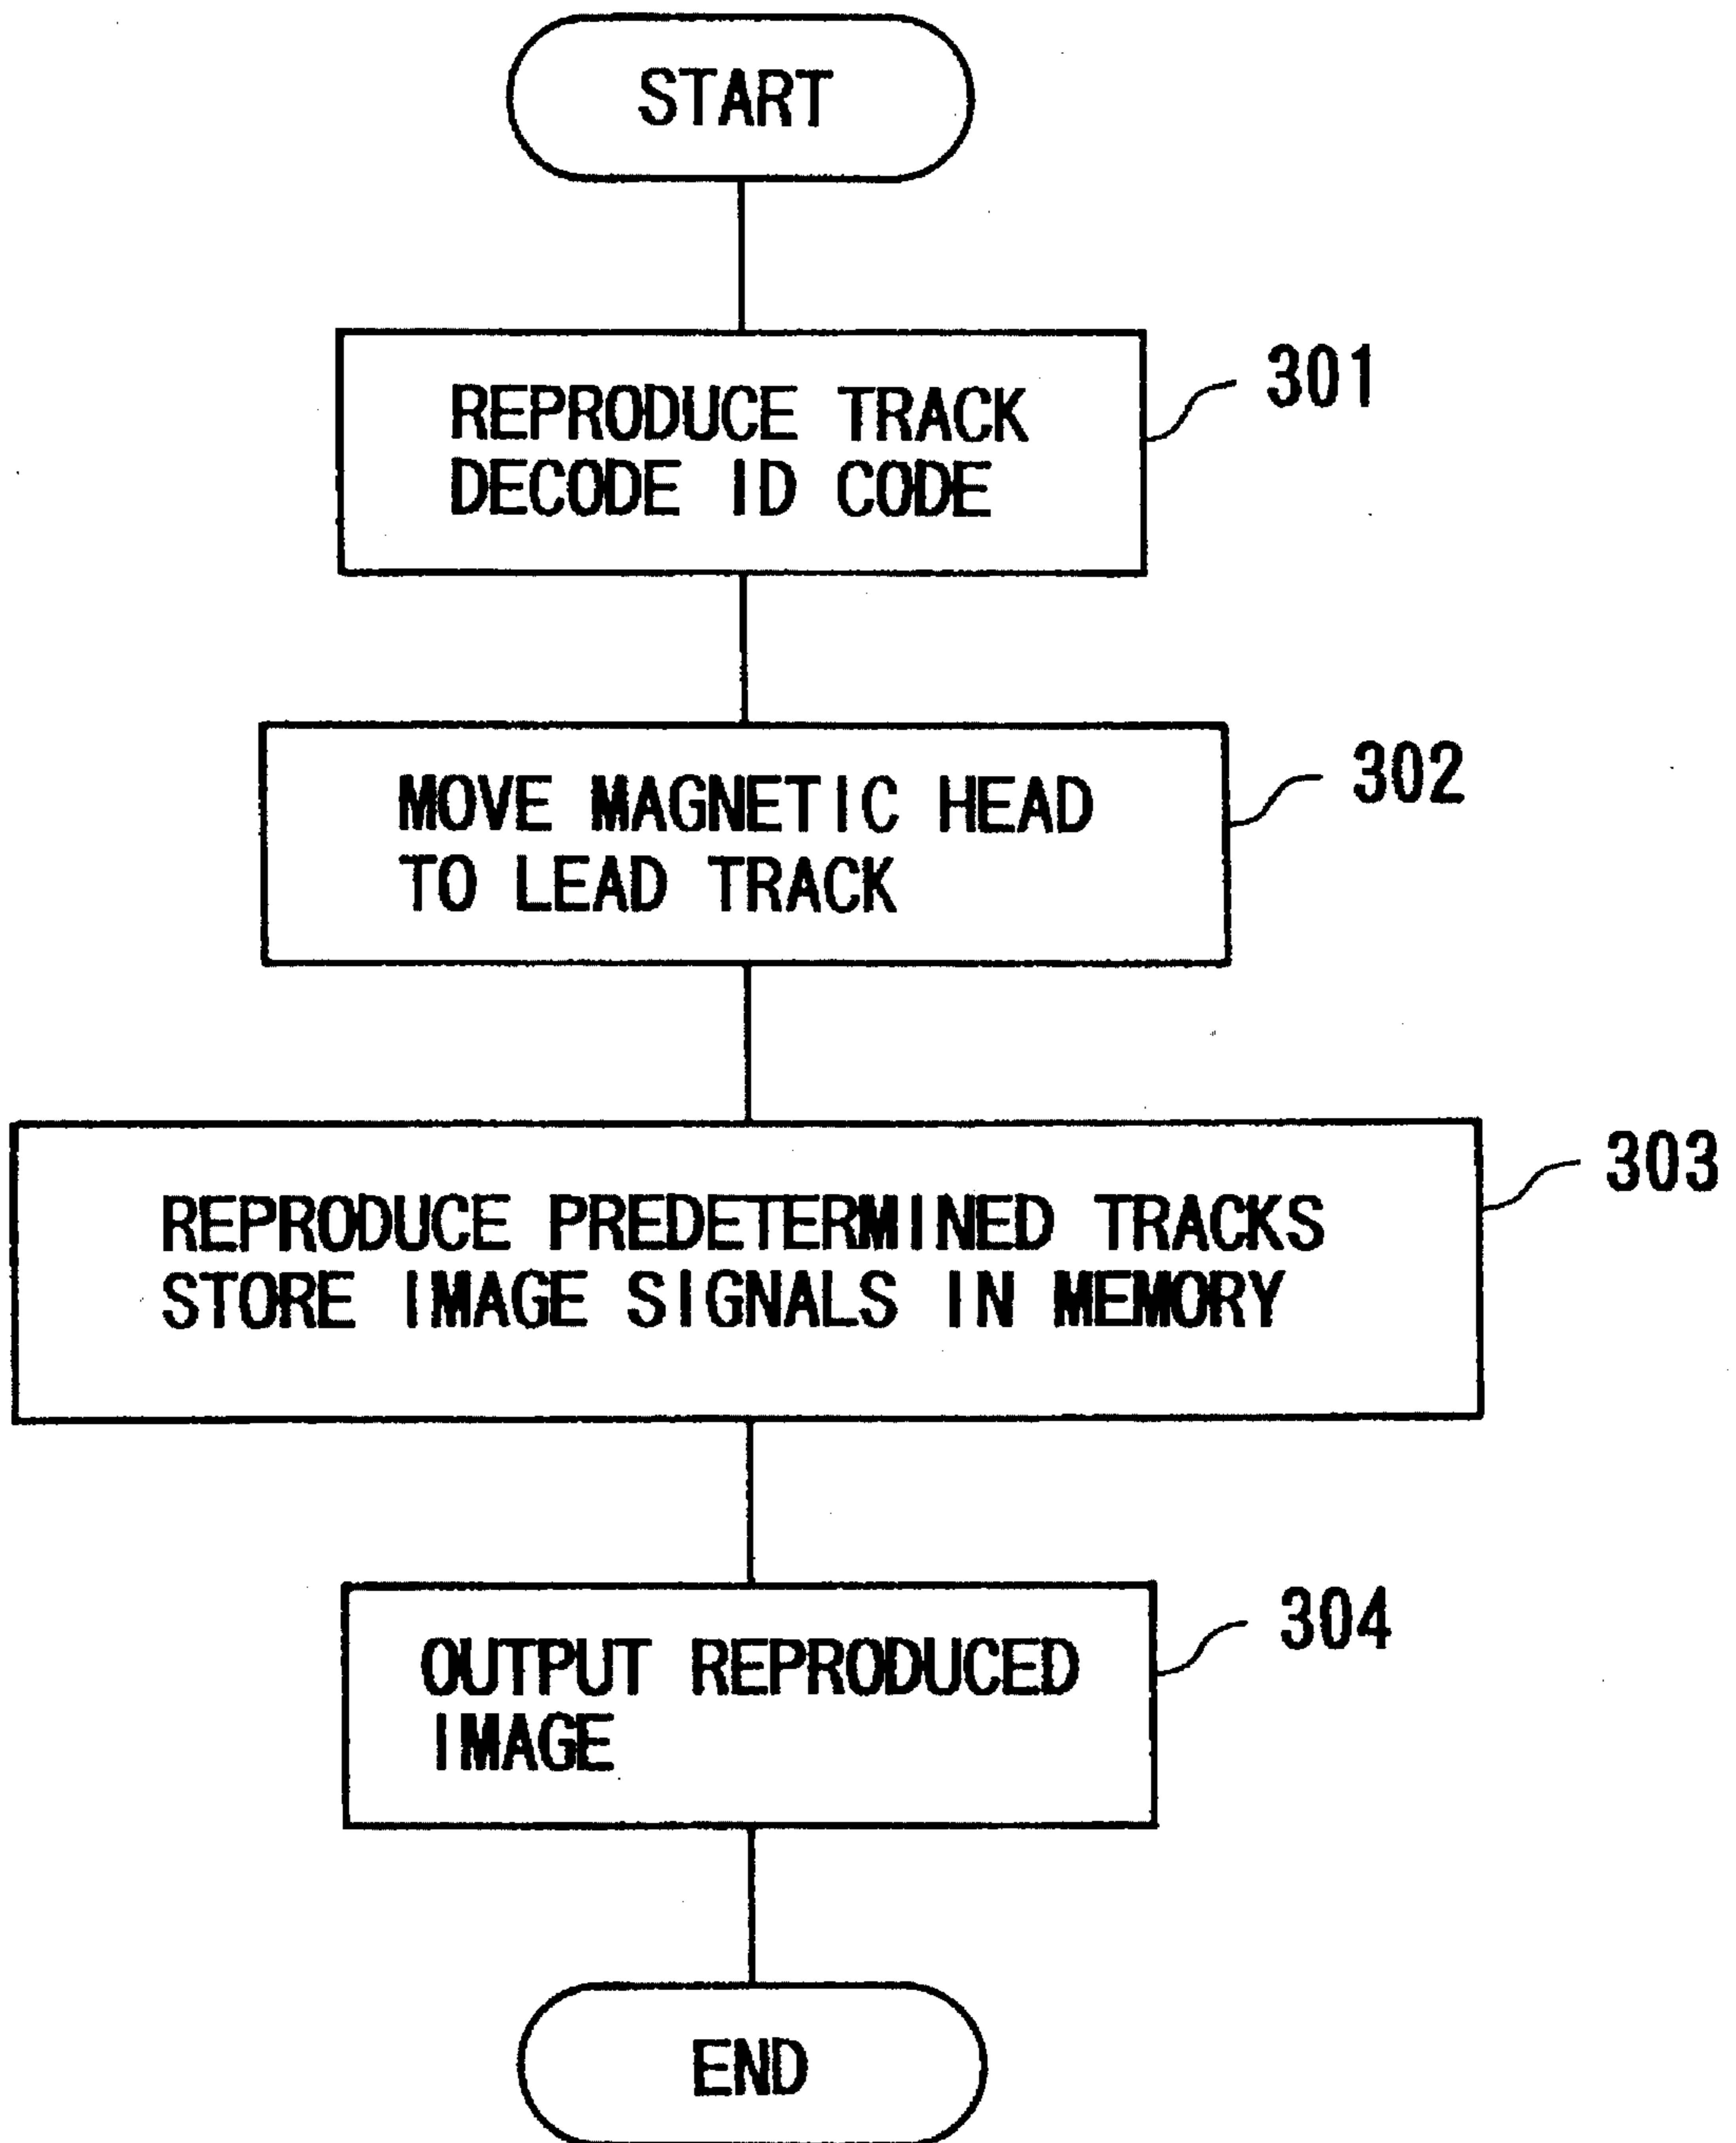 START
REPRODUCE TRACK
DECODE ID CODE
301
MOVE MAGNETIC HEAD
TO LEAD TRACK
302
REPRODUCE PREDETERMINED TRACKS
STORE IMAGE SIGNALS IN MEMORY
303
OUTPUT REPRODUCED
IMAGE
304
END